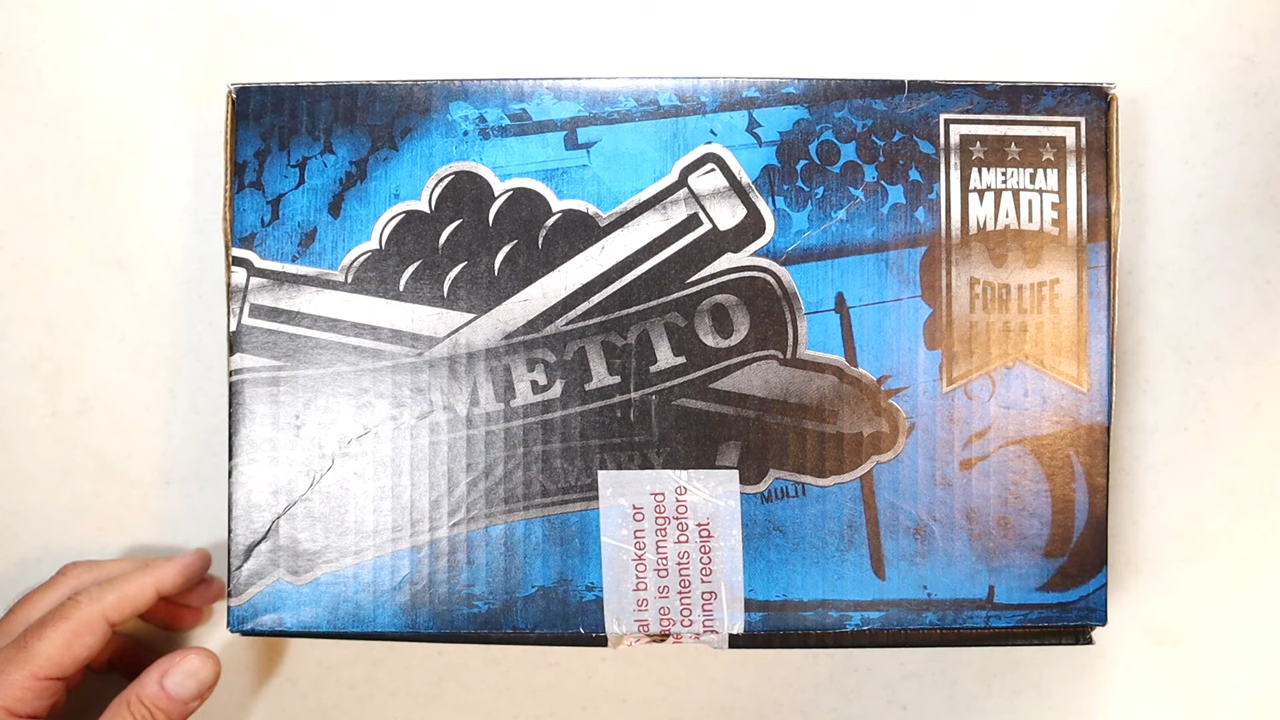 AMERICAN
MADE
FOR LIFE
METTO
MULTI
al is broken or
age is damaged
contents before
ning receipt.